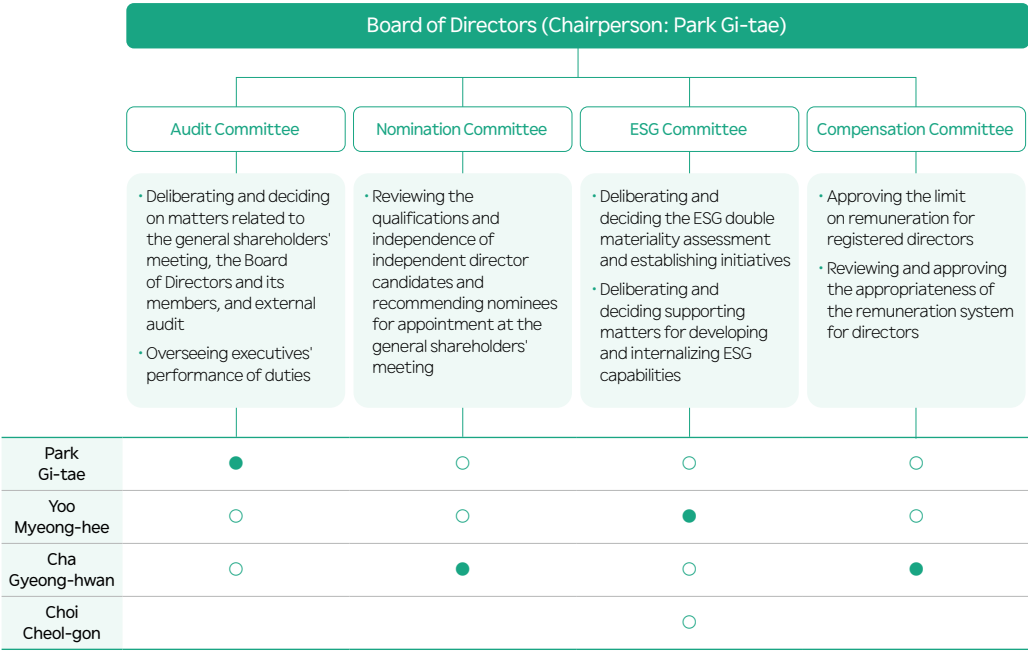 Board of Directors (Chairperson: Park Gi-tae)
Audit Committee
Nomination Committee
ESG Committee
Compensation Committee
• Deliberating and deciding
on matters related to
the general shareholders'
meeting, the Board
of Directors and its
members, and external
audit
• Overseeing executives'
performance of duties
• Reviewing the
qualifications and
independence of
independent director
candidates and
recommending nominees
for appointment at the
general shareholders'
meeting
• Deliberating and
deciding the ESG double
materiality assessment
and establishing initiatives
• Deliberating and
deciding supporting
matters for developing
and internalizing ESG
capabilities
• Approving the limit
on remuneration for
registered directors
• Reviewing and approving
the appropriateness of
the remuneration system
for directors
Park
Gi-tae
● ○ ○ ○
Yoo
Myeong-hee
○ ○ ● ○
Cha
Gyeong-hwan
○ ● ○ ●
Choi
Cheol-gon
○